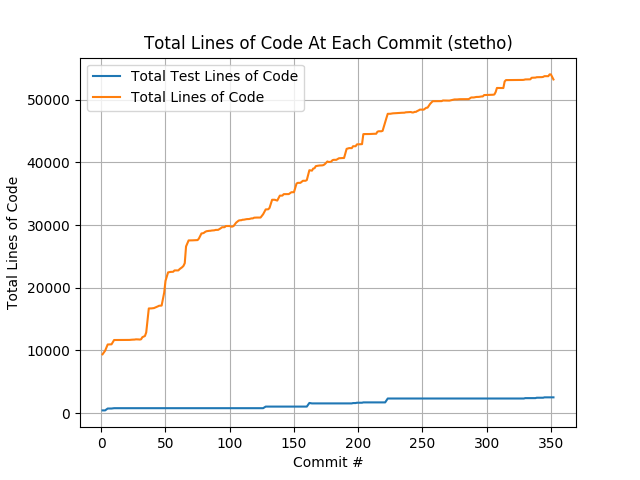 Total Lines of Code At Each Commit (stetho)
Total Test Lines of Code
Total Lines of Code
Total Lines of Code
50000
40000
30000
20000
10000
0
0 50 100 150 200 250 300 350
Commit #